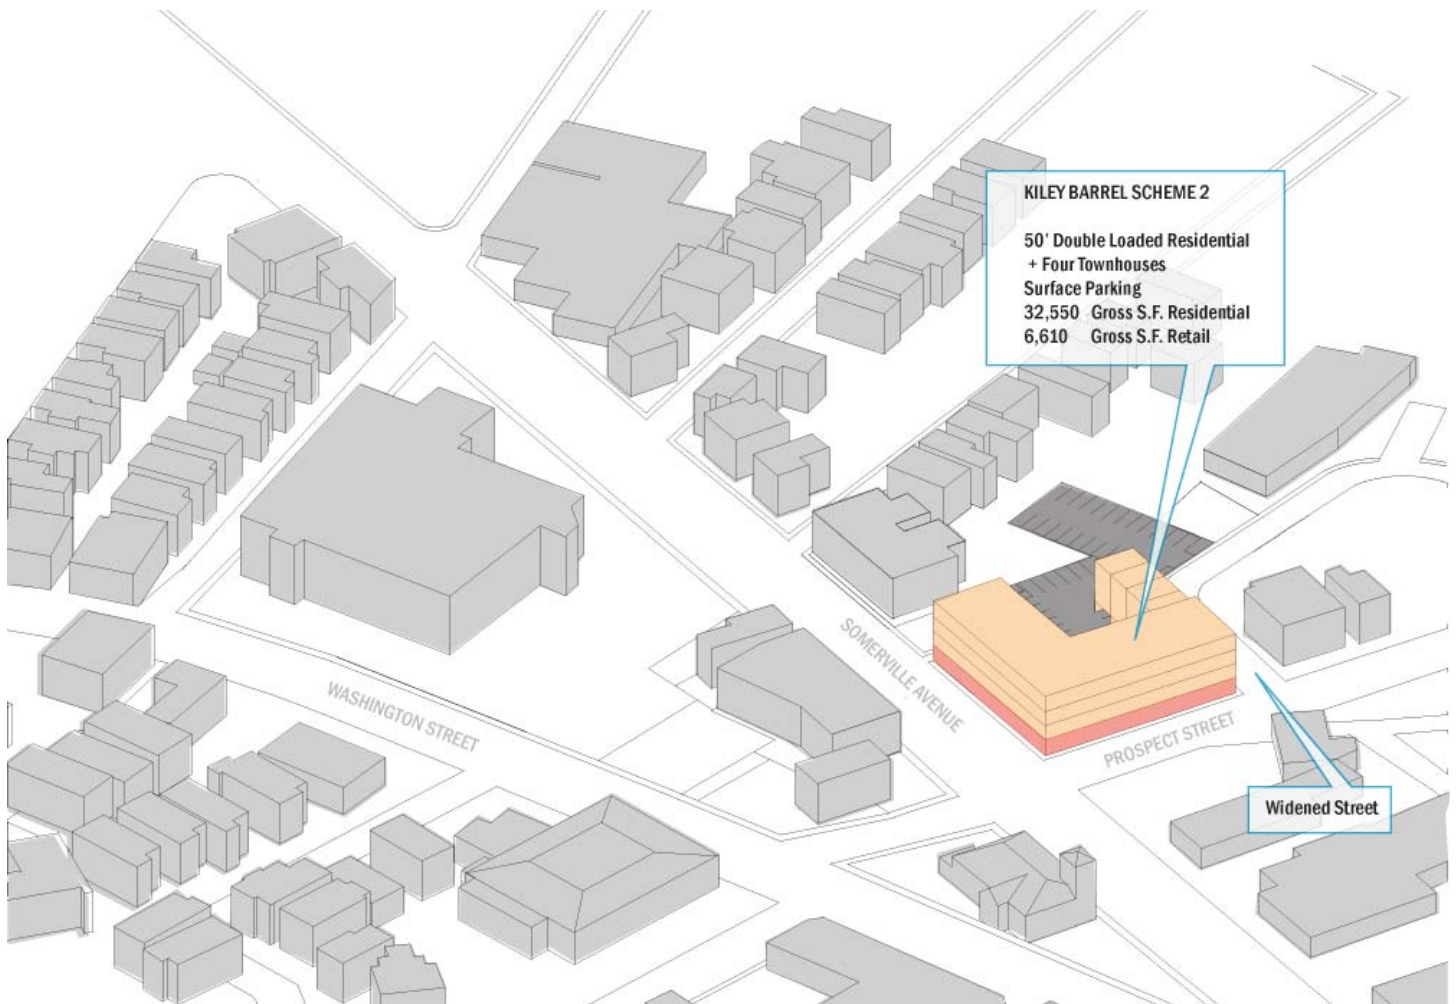 KILEY BARREL SCHEME 2
50' Double Loaded Residential
+ Four Townhouses
Surface Parking
32,550 Gross S.F. Residential
6,610 Gross S.F. Retail
SOMERVILLE AVENUE
WASHINGTON STREET
PROSPECT STREET
Widened Street